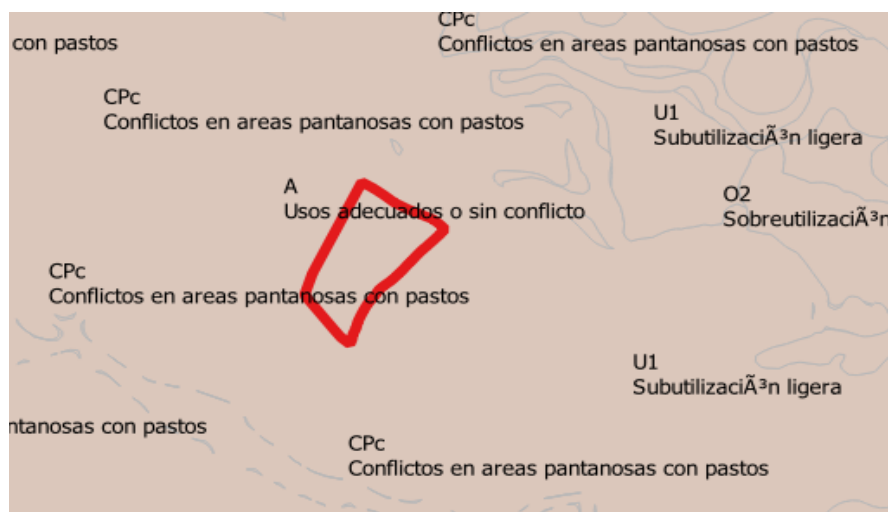 CPc
Conflictos en areas pantanosas con pastos
con pastos
CPc
Conflictos en areas pantanosas con pastos
U1
SubutilizaciÃ³n ligera
A
Usos adecuados o sin conflicto
O2
SobreutilizaciÃ³n
CPc
Conflictos en areas pantanosas con pastos
U1
SubutilizaciÃ³n ligera
ntanosas con pastos
CPc
Conflictos en areas pantanosas con pastos